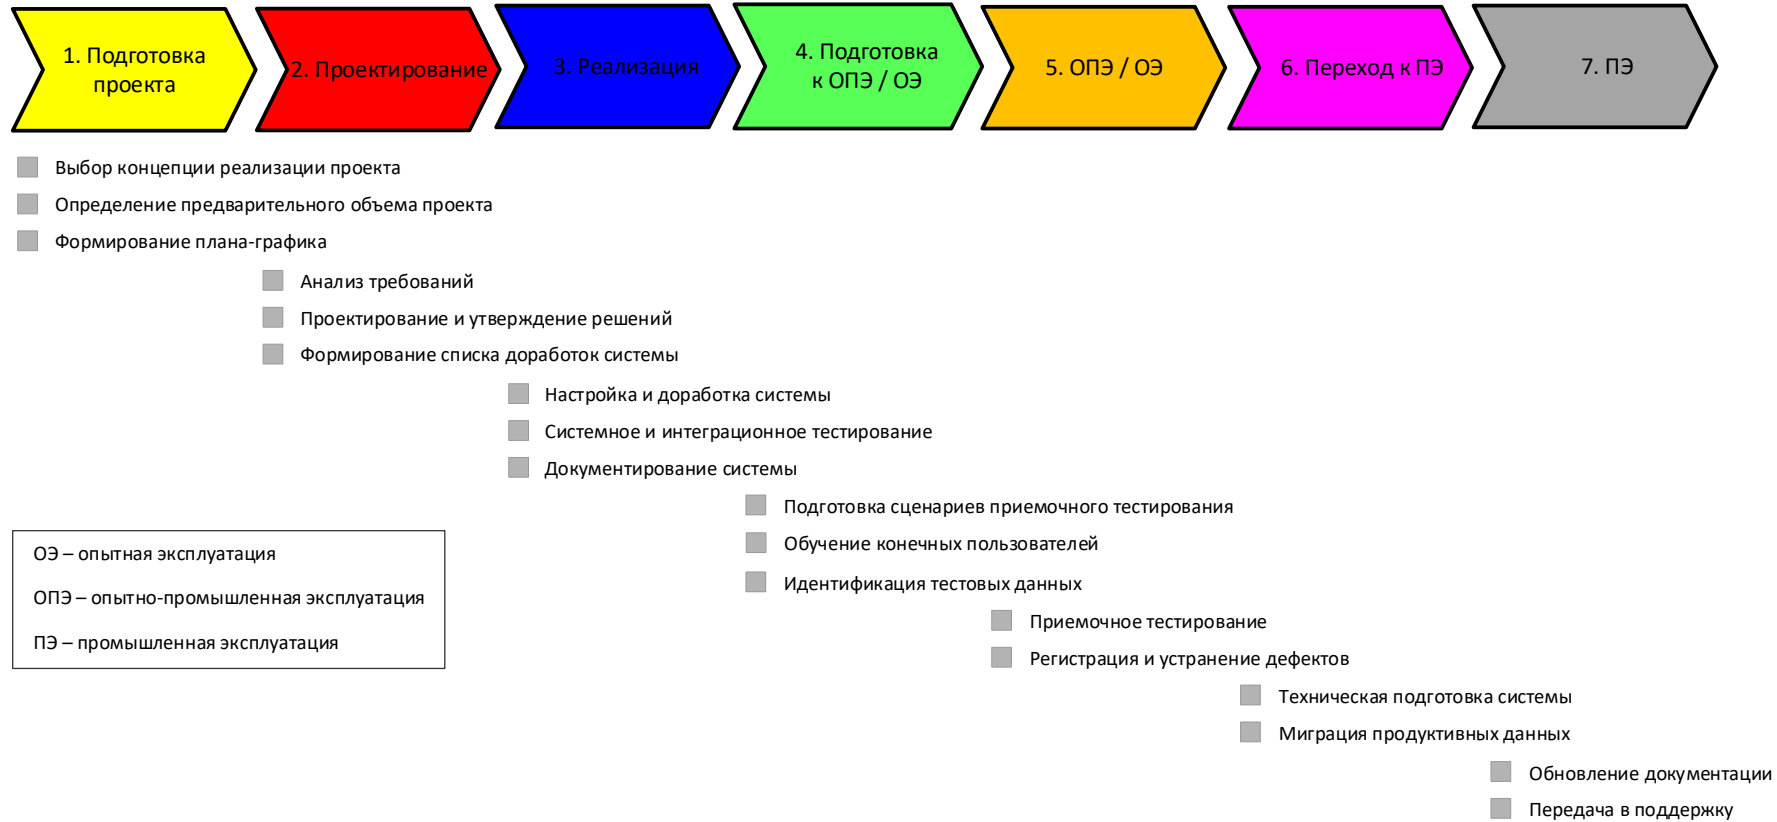 1. Подготовка
проекта
2. Проектирование
3. Реализация
4. Подготовка
к ОПЭ / ОЭ
5. ОПЭ / ОЭ
6. Переход к ПЭ
7. ПЭ
Выбор концепции реализации проекта
Определение предварительного объема проекта
Формирование плана-графика
Анализ требований
Проектирование и утверждение решений
Формирование списка доработок системы
Настройка и доработка системы
Системное и интеграционное тестирование
Документирование системы
Подготовка сценариев приемочного тестирования
Обучение конечных пользователей
Идентификация тестовых данных
ОЭ – опытная эксплуатация
ОПЭ – опытно-промышленная эксплуатация
ПЭ – промышленная эксплуатация
Приемочное тестирование
Регистрация и устранение дефектов
Техническая подготовка системы
Миграция продуктивных данных
Обновление документации
Передача в поддержку